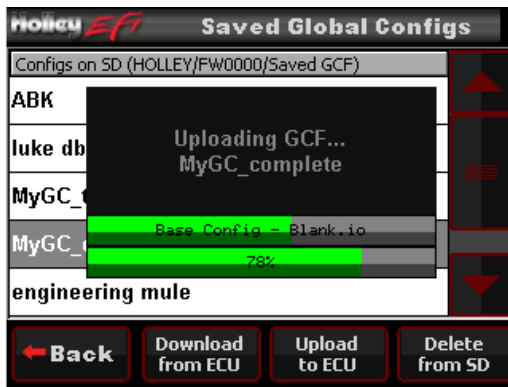 Holley EFI Saved Global Configs
Configs on SD (HOLLEY/FW0000/Saved GCF)
ABK
Uploading GCF...
luke db
MyGC_complete
MyGC_
Base Config - Blank.io
MyGC_
78%
engineering mule
Back
Download
from ECU
Upload
to ECU
Delete
from SD